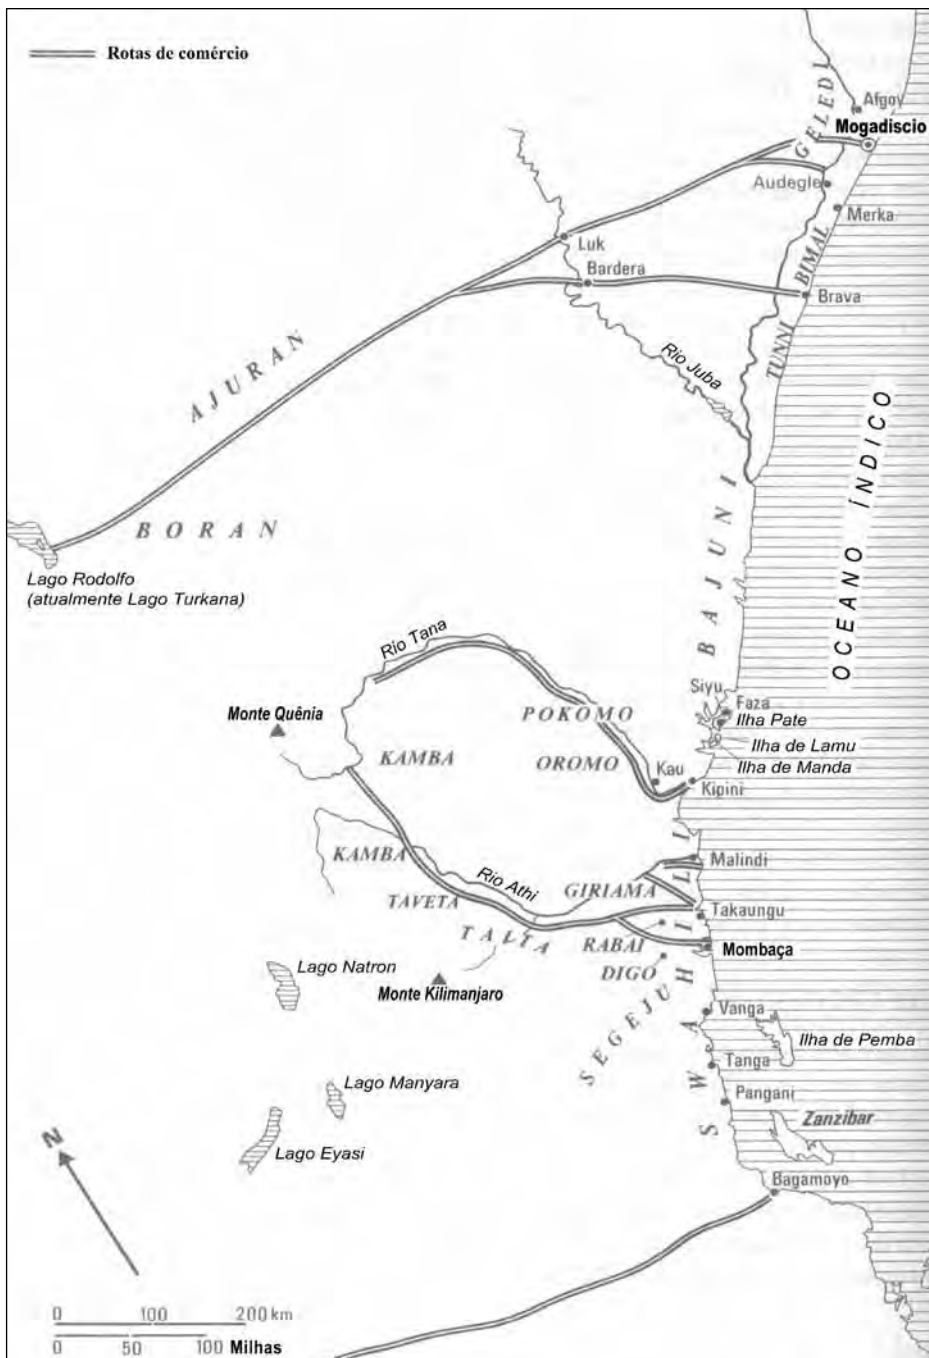 Rotas de comércio
GELEDI
Afgoy
Mogadiscio
Audegle
Merka
Luk
BIMAL
Bardera
Brava
TUNNI
Rio Juba
AJURAN
OCEANO ÍNDICO
BAJUNI
BORAN
Lago Rodolfo
(atualmente Lago Turkana)
Rio Tana
Siyu
Faza
Ilha Pate
Monte Quênia
POKOMO
Ilha de Lamu
KAMBA
OROMO
Kau
Ilha de Manda
Kipini
KAMBA
Malindi
Rio Athi
GIRIAMA
TAVETA
Takaungu
TAITA
RABAI
Mombaça
Lago Natron
DIGO
Monte Kilimanjaro
SEGEJU
SWAHILI
Vanga
Ilha de Pemba
Tanga
Lago Manyara
Pangani
Zanzibar
N
Lago Eyasi
Bagamoyo
0 100 200 km
0 50 100 Milhas